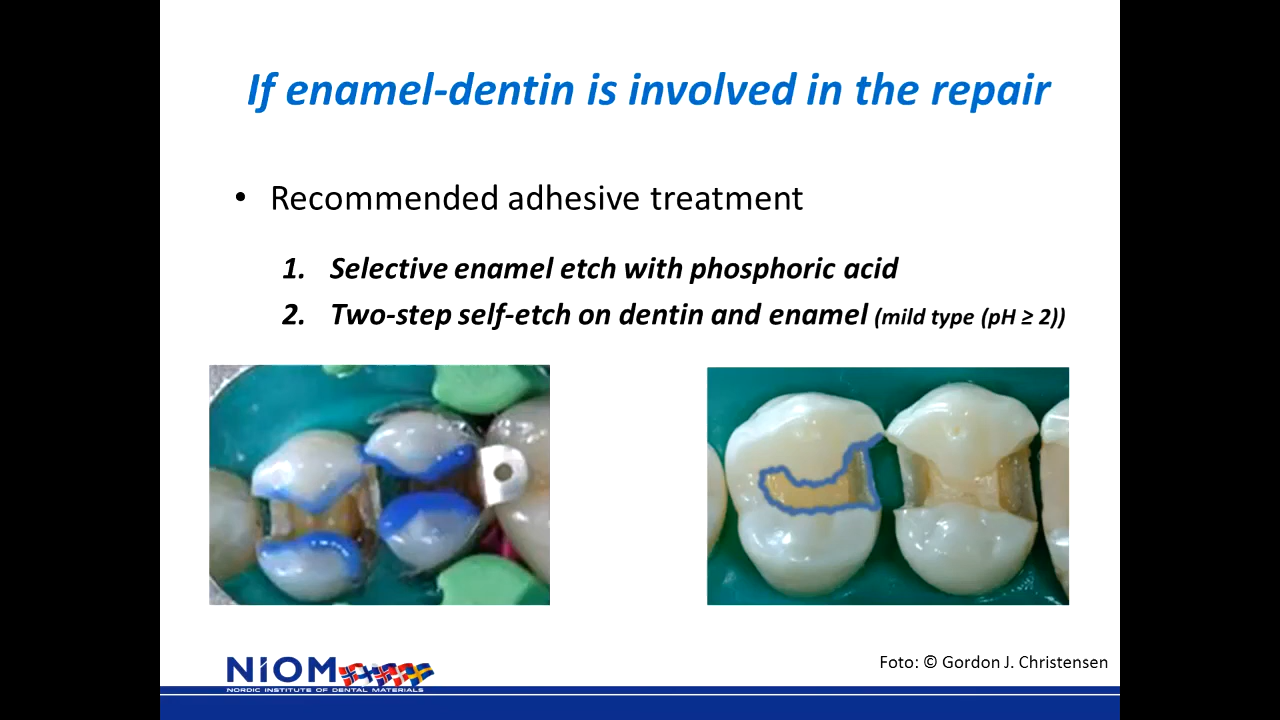 If enamel-dentin is involved in the repair
• Recommended adhesive treatment
1. Selective enamel etch with phosphoric acid
2. Two-step self-etch on dentin and enamel (mild type (pH ≥ 2))
Foto: © Gordon J. Christensen
NIOM
NORDIC INSTITUTE OF DENTAL MATERIALS